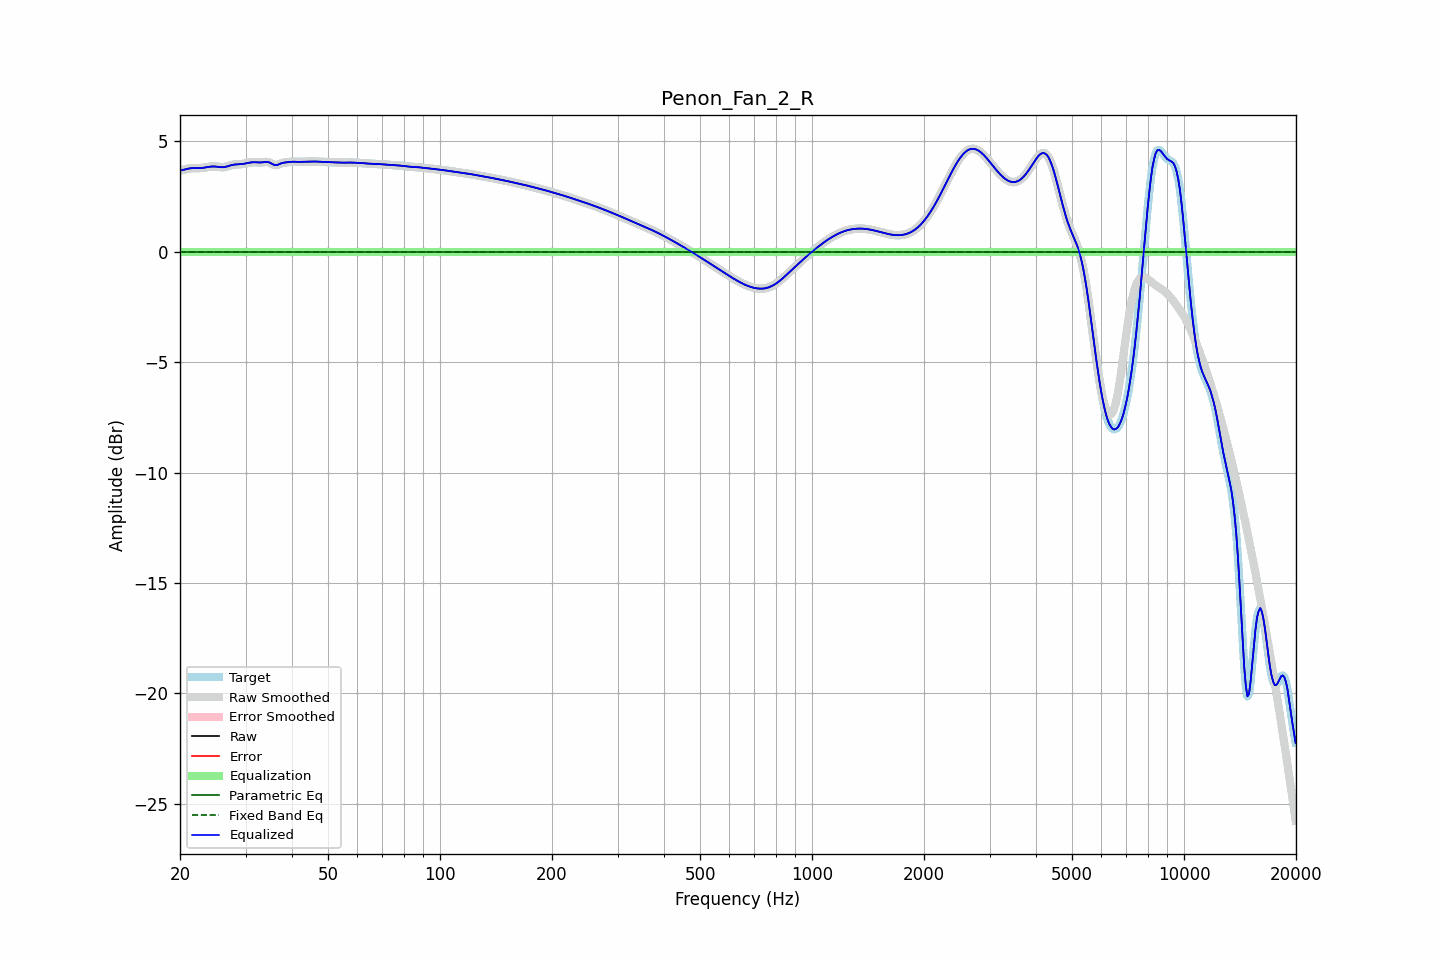 Penon_Fan_2_R
5
0
−5
−10
−15
−20
−25
Amplitude (dBr)
Target
Raw Smoothed
Error Smoothed
Raw
Error
Equalization
Parametric Eq
Fixed Band Eq
Equalized
20 50 100 200 500 1000 2000 5000 10000 20000
Frequency (Hz)